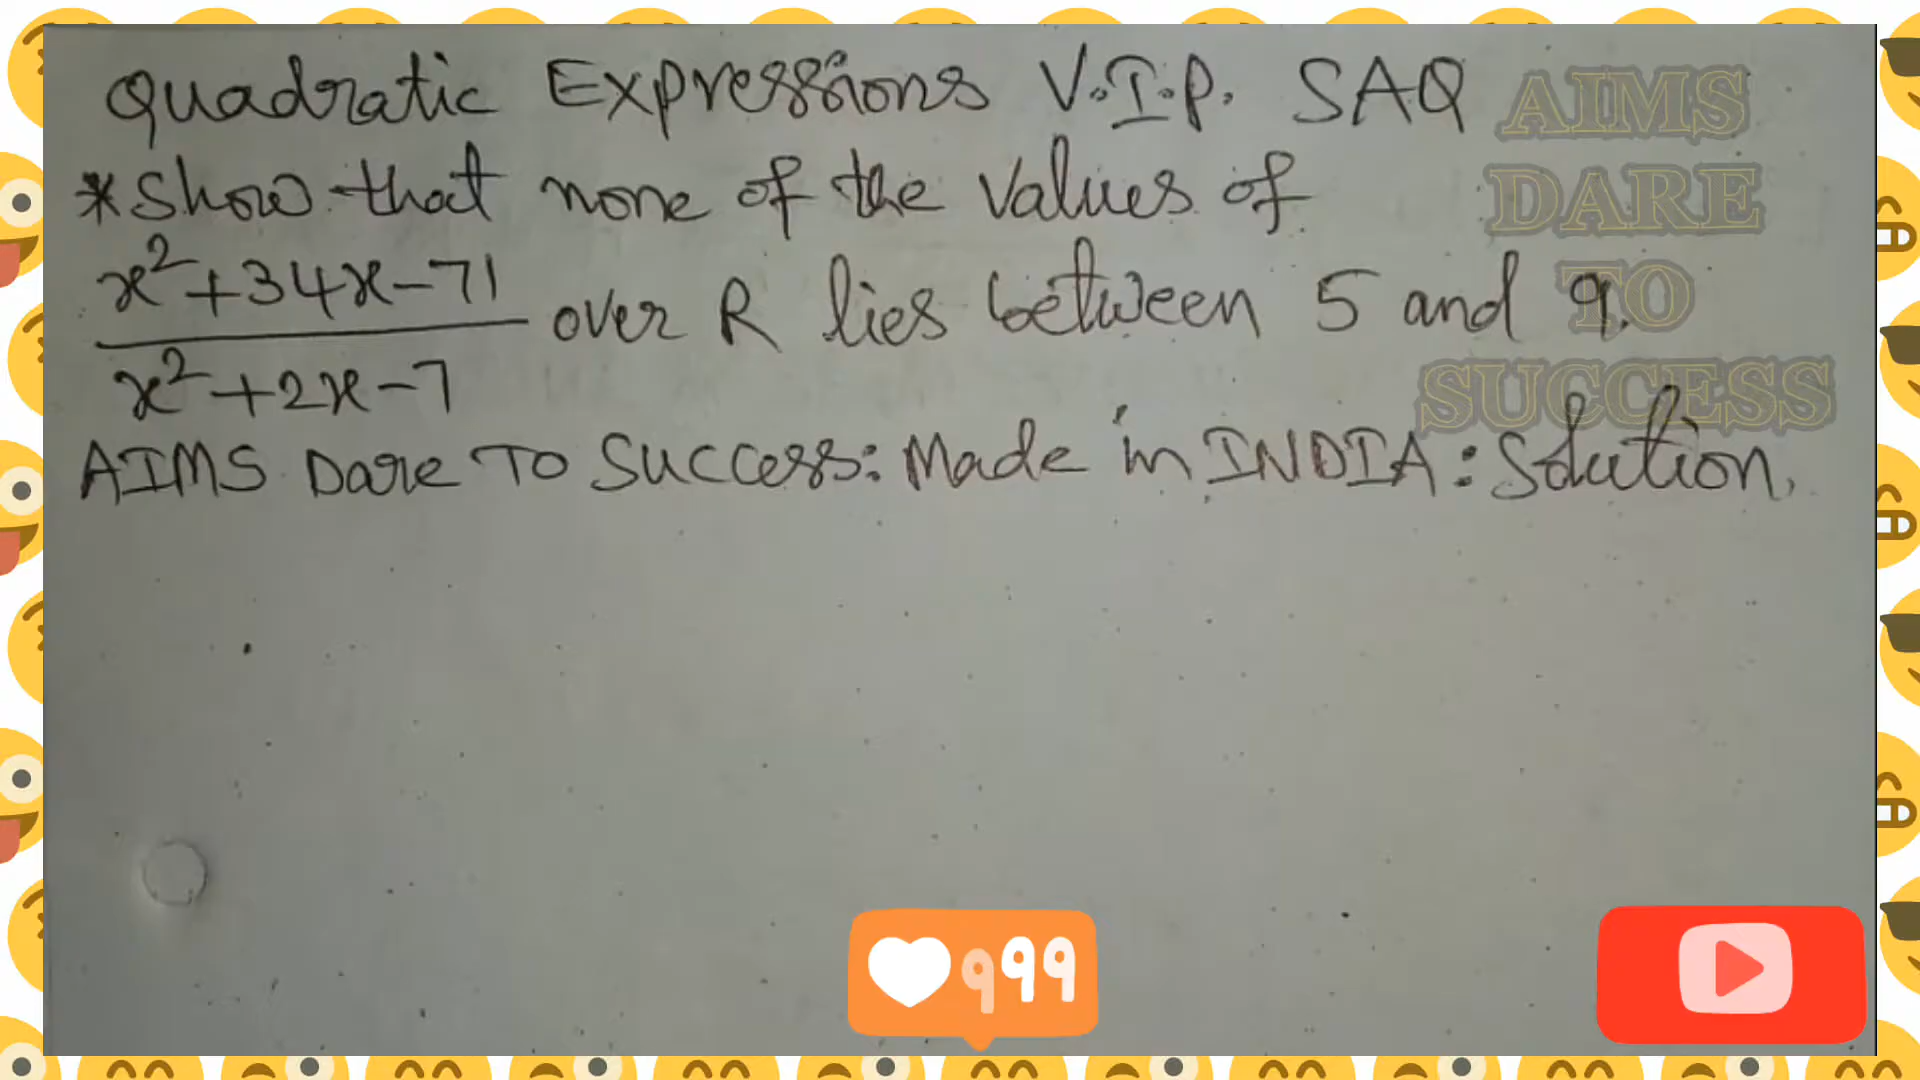 Quadratic Expressions V.I.P. SAQ
* Show that none of the values of
x²+34x-71
over R lies between 5 and 9.
x²+2x-7
AIMS Dare To Success: Made in INDIA: Solution.
AIMS
DARE
TO
SUCCESS
999